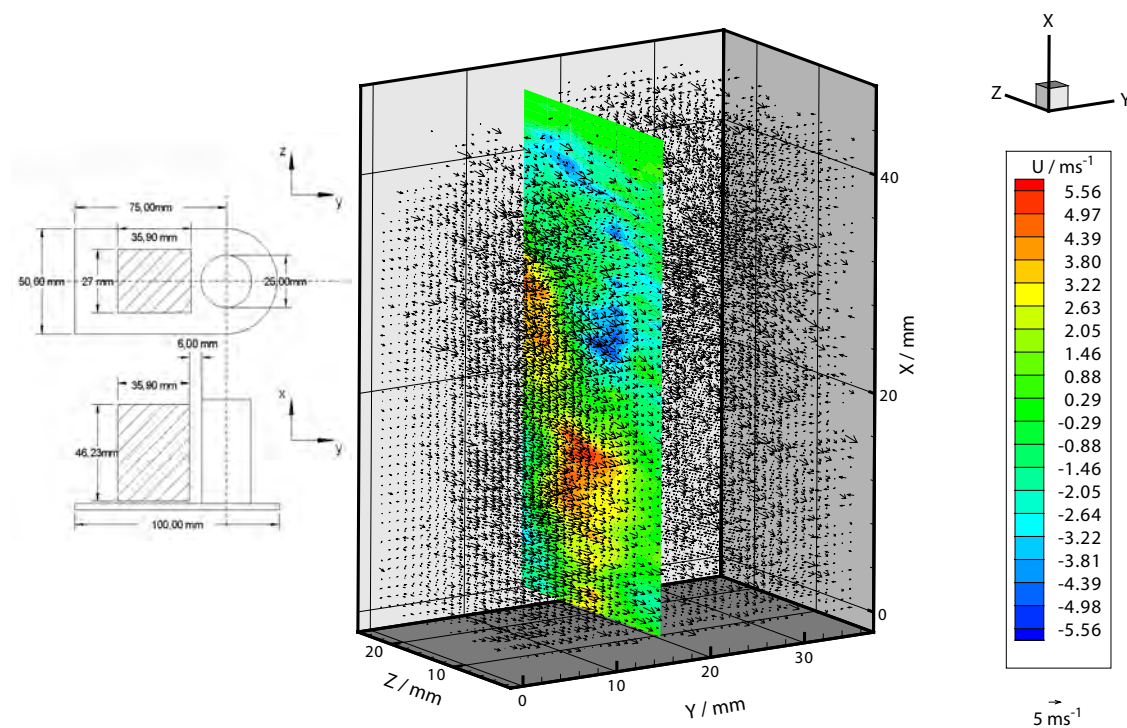 z
y
75,00mm
35,90 mm
50,00 mm
27 mm
25,00mm
6,00 mm
35,90 mm
x
y
46,23mm
100,00 mm
40
20
0
X / mm
20
10
Z / mm
0
10
20
30
Y / mm
X
Z
Y
U / ms-1
5.56
4.97
4.39
3.80
3.22
2.63
2.05
1.46
0.88
0.29
-0.29
-0.88
-1.46
-2.05
-2.64
-3.22
-3.81
-4.39
-4.98
-5.56
5 ms-1